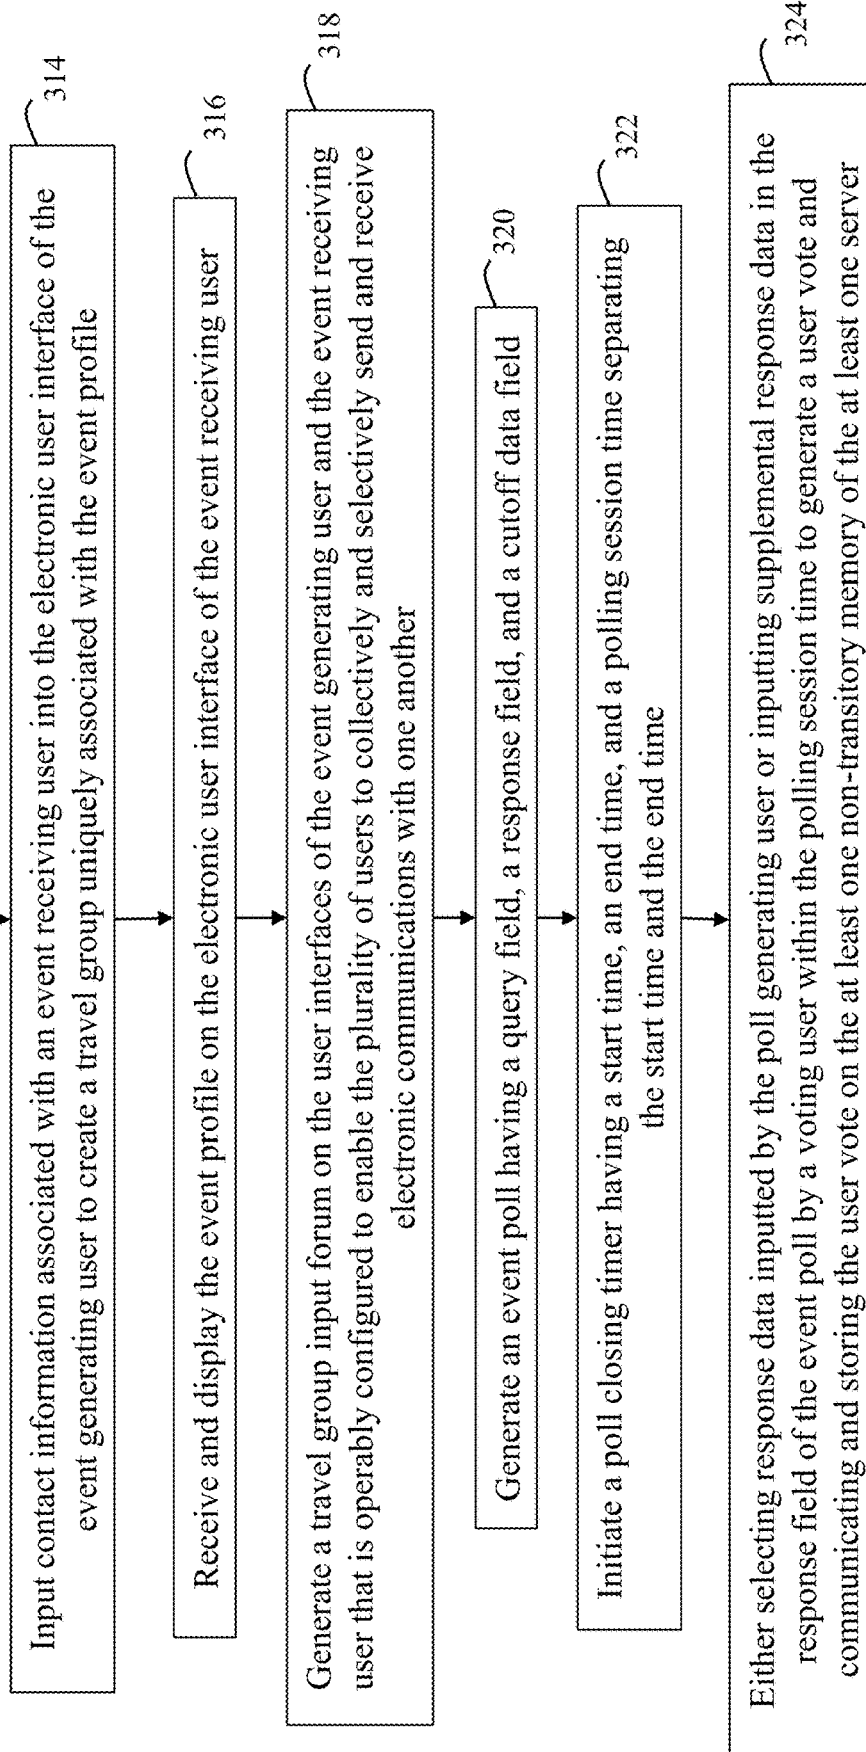 314
Input contact information associated with an event receiving user into the electronic user interface of the
event generating user to create a travel group uniquely associated with the event profile
316
Receive and display the event profile on the electronic user interface of the event receiving user
318
Generate a travel group input forum on the user interfaces of the event generating user and the event receiving
user that is operably configured to enable the plurality of users to collectively and selectively send and receive
electronic communications with one another
320
Generate an event poll having a query field, a response field, and a cutoff data field
322
Initiate a poll closing timer having a start time, an end time, and a polling session time separating
the start time and the end time
324
Either selecting response data inputted by the poll generating user or inputting supplemental response data in the
response field of the event poll by a voting user within the polling session time to generate a user vote and
communicating and storing the user vote on the at least one non-transitory memory of the at least one server